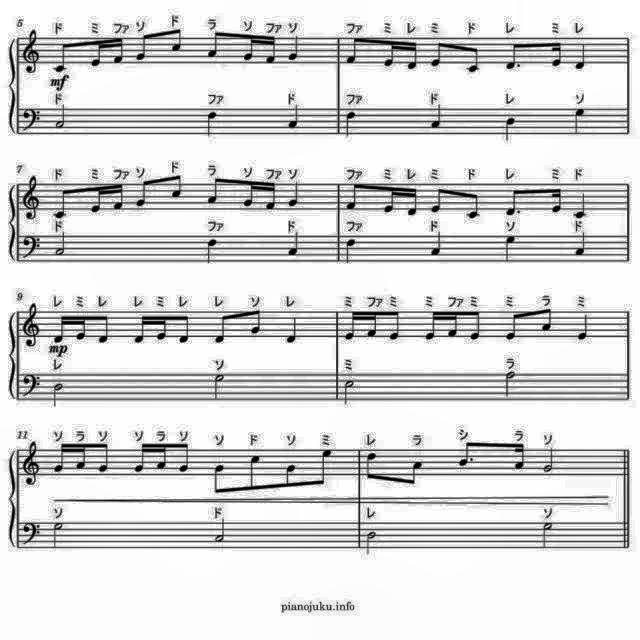 5 ド ミ ファ ソ ド ラ ソ ファ ソ ファ ミ レ ミ ド レ ミ レ
mf
ド ファ ド ファ ド レ ソ
7 ド ミ ファ ソ ド ラ ソ ファ ソ ファ ミ レ ミ ド レ ミ ド
ド ファ ド ファ ド ソ ド
9 レ ミ レ レ ミ レ レ ソ レ ミ ファ ミ ミ ファ ミ ミ ラ ミ
mp
レ ソ ミ ラ
11 ソ ラ ソ ソ ラ ソ ソ ド ソ ミ レ ラ シ ラ ソ
ソ ド レ ソ
pianojuku.info